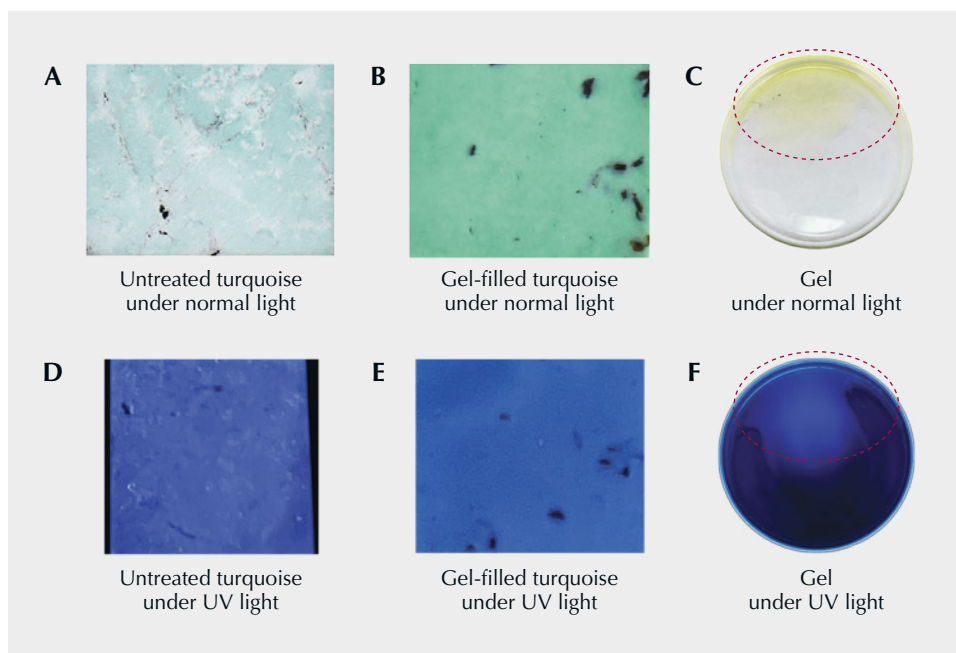 A
B
C
Untreated turquoise
under normal light
Gel-filled turquoise
under normal light
Gel
under normal light
D
E
F
Untreated turquoise
under UV light
Gel-filled turquoise
under UV light
Gel
under UV light